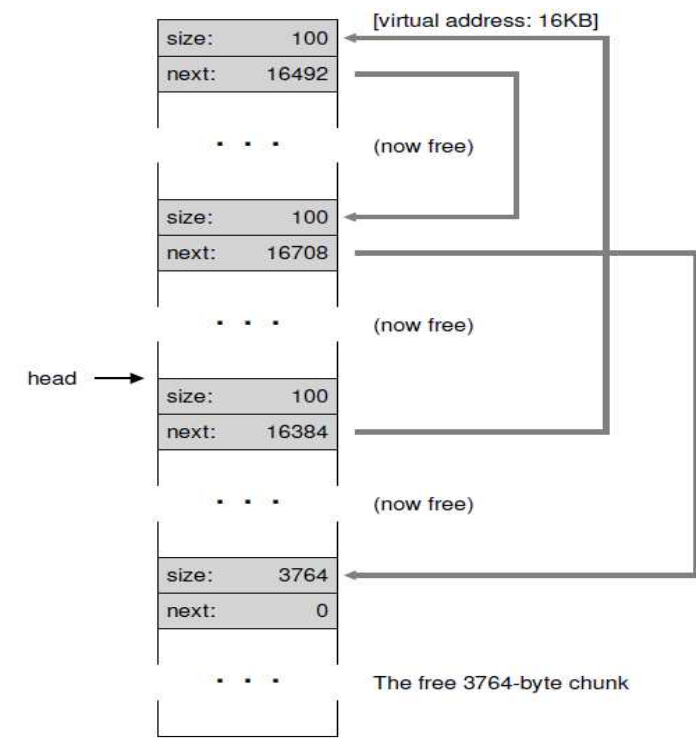 [virtual address: 16KB]
size: 100
next: 16492
. . . (now free)
size: 100
next: 16708
. . . (now free)
head
size: 100
next: 16384
. . . (now free)
size: 3764
next: 0
. . . The free 3764-byte chunk